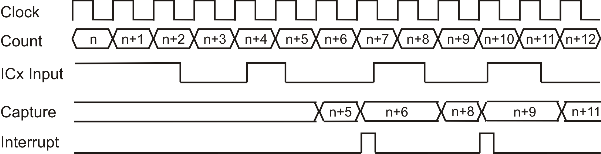 Clock
Count n n+1 n+2 n+3 n+4 n+5 n+6 n+7 n+8 n+9 n+10 n+11 n+12
ICx Input
Capture n+5 n+6 n+8 n+9 n+11
Interrupt